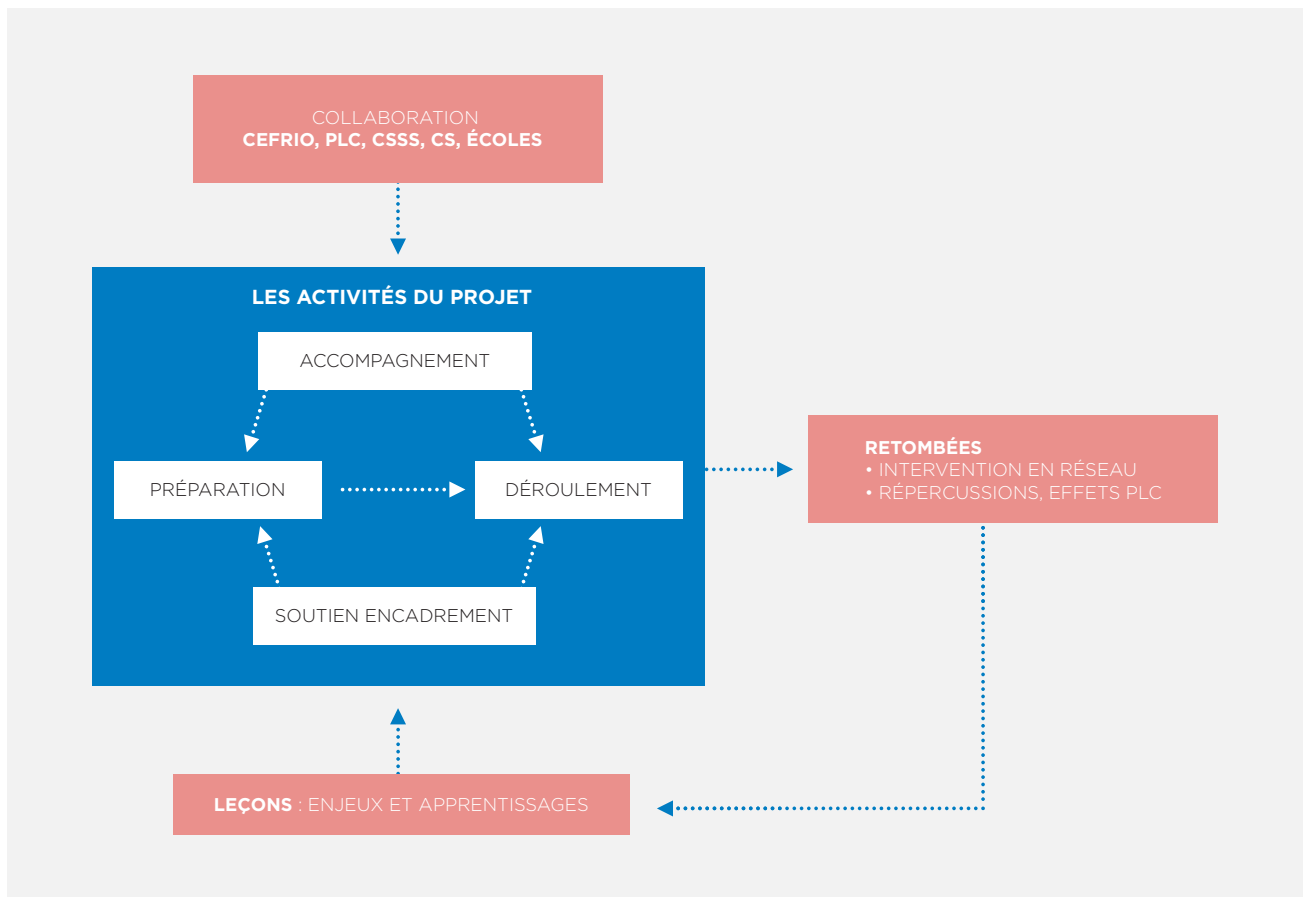 COLLABORATION
CEFRIO, PLC, CSSS, CS, ÉCOLES
LES ACTIVITÉS DU PROJET
ACCOMPAGNEMENT
PRÉPARATION
DÉROULEMENT
SOUTIEN ENCADREMENT
RETOMBÉES
• INTERVENTION EN RÉSEAU
• RÉPERCUSSIONS, EFFETS PLC
LEÇONS : ENJEUX ET APPRENTISSAGES